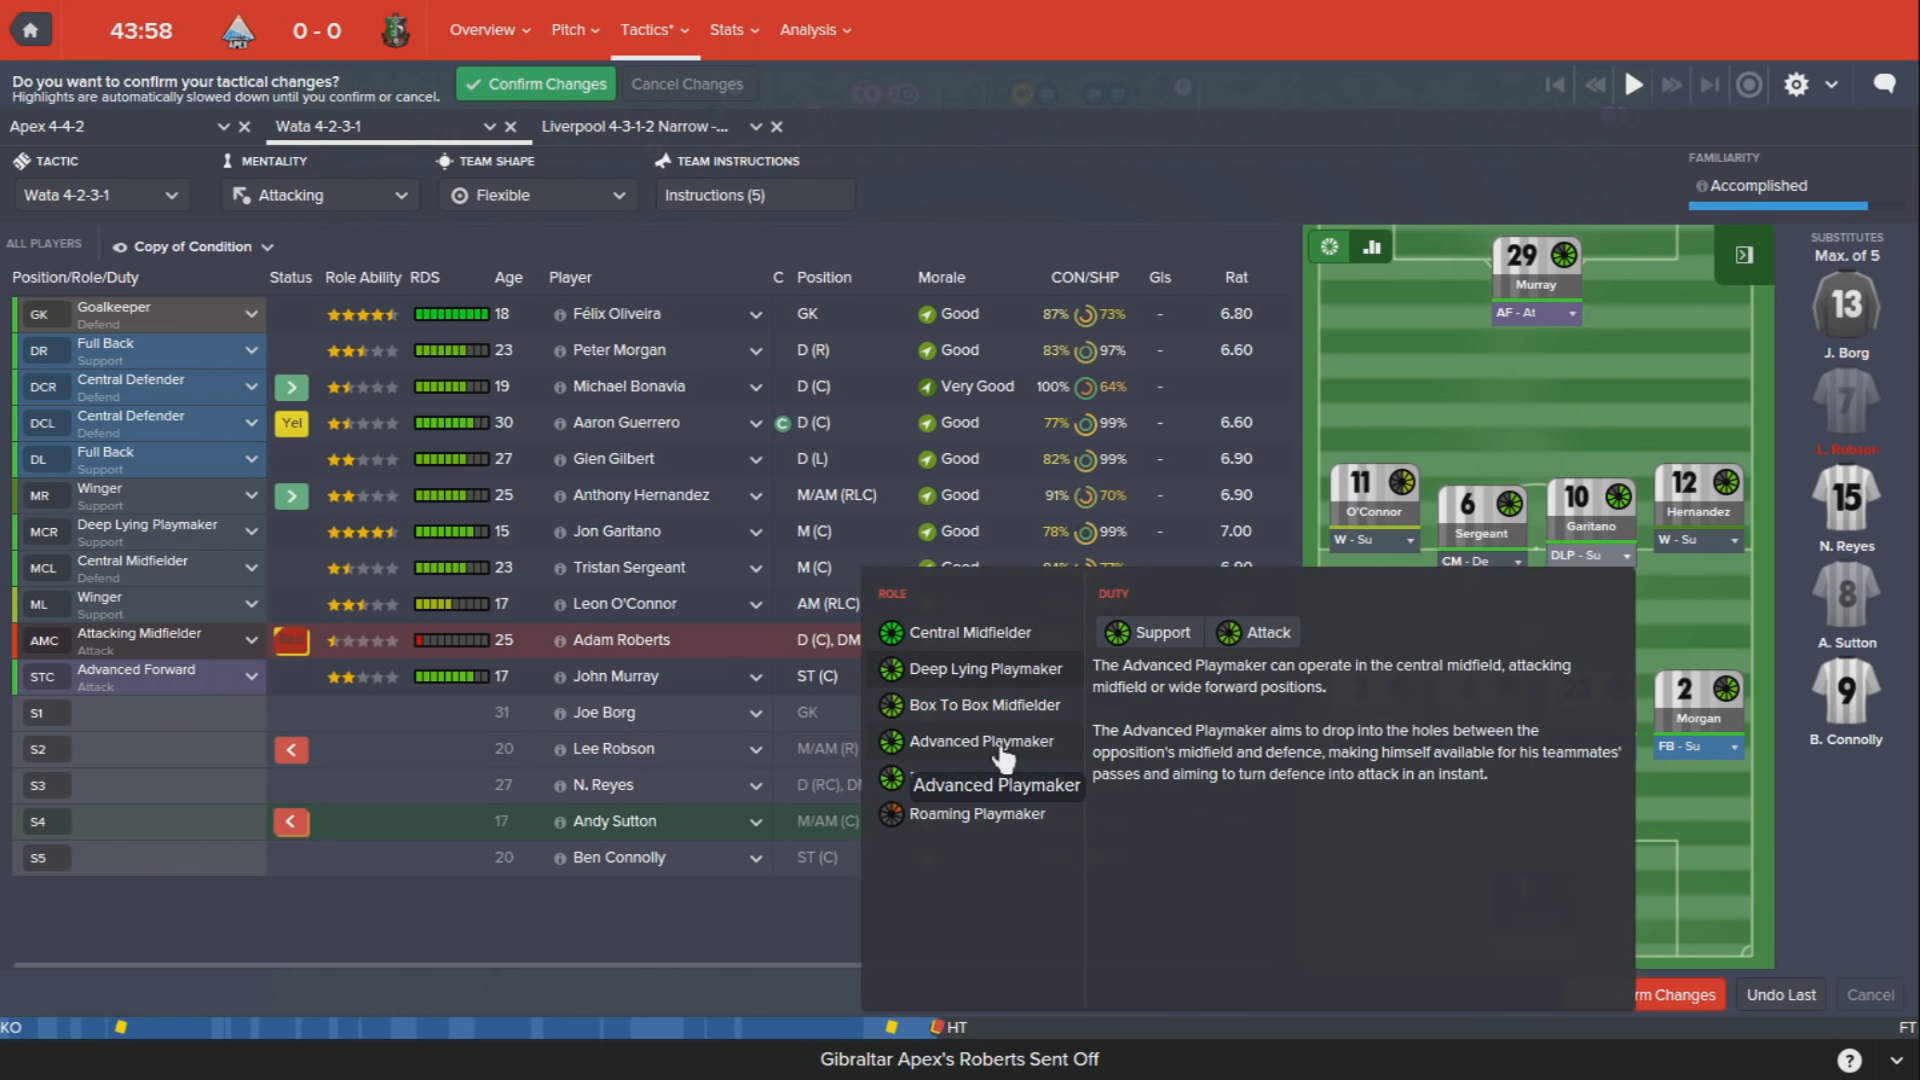 43:58
APEX
0 - 0
Overview
Pitch
Tactics*
Stats
Analysis
Do you want to confirm your tactical changes?
Highlights are automatically slowed down until you confirm or cancel.
Confirm Changes
Cancel Changes
Apex 4-4-2
Wata 4-2-3-1
Liverpool 4-3-1-2 Narrow -...
TACTIC
MENTALITY
TEAM SHAPE
TEAM INSTRUCTIONS
FAMILIARITY
Wata 4-2-3-1
Attacking
Flexible
Instructions (5)
Accomplished
ALL PLAYERS
Copy of Condition
Position/Role/Duty Status Role Ability RDS Age Player C Position Morale CON/SHP Gls Rat
GK Goalkeeper Defend 18 Félix Oliveira GK Good 87% 73% - 6.80
DR Full Back Support 23 Peter Morgan D (R) Good 83% 97% - 6.60
DCR Central Defender Defend 19 Michael Bonavia D (C) Very Good 100% 64% -
DCL Central Defender Defend Yel 30 Aaron Guerrero C D (C) Good 77% 99% - 6.60
DL Full Back Support 27 Glen Gilbert D (L) Good 82% 99% - 6.90
MR Winger Support 25 Anthony Hernandez M/AM (RLC) Good 91% 70% - 6.90
MCR Deep Lying Playmaker Support 15 Jon Garitano M (C) Good 78% 99% - 7.00
MCL Central Midfielder Defend 23 Tristan Sergeant M (C)
ML Winger Support 17 Leon O'Connor AM (RLC)
AMC Attacking Midfielder Attack 25 Adam Roberts D (C), DM
STC Advanced Forward Attack 17 John Murray ST (C)
S1 31 Joe Borg GK
S2 20 Lee Robson M/AM (R)
S3 27 N. Reyes D (RC), DM
S4 17 Andy Sutton M/AM (C)
S5 20 Ben Connolly ST (C)
ROLE
Central Midfielder
Deep Lying Playmaker
Box To Box Midfielder
Advanced Playmaker
Advanced Playmaker
Roaming Playmaker
DUTY
Support
Attack
The Advanced Playmaker can operate in the central midfield, attacking
midfield or wide forward positions.
The Advanced Playmaker aims to drop into the holes between the
opposition's midfield and defence, making himself available for his teammates'
passes and aiming to turn defence into attack in an instant.
29
Murray
AF - At
11
O'Connor
W - Su
6
Sergeant
CM - De
10
Garitano
DLP - Su
12
Hernandez
W - Su
2
Morgan
FB - Su
SUBSTITUTES
Max. of 5
13
J. Borg
7
L. Robson
15
N. Reyes
8
A. Sutton
9
B. Connolly
rm Changes
Undo Last
Cancel
KO
HT
FT
Gibraltar Apex's Roberts Sent Off
?